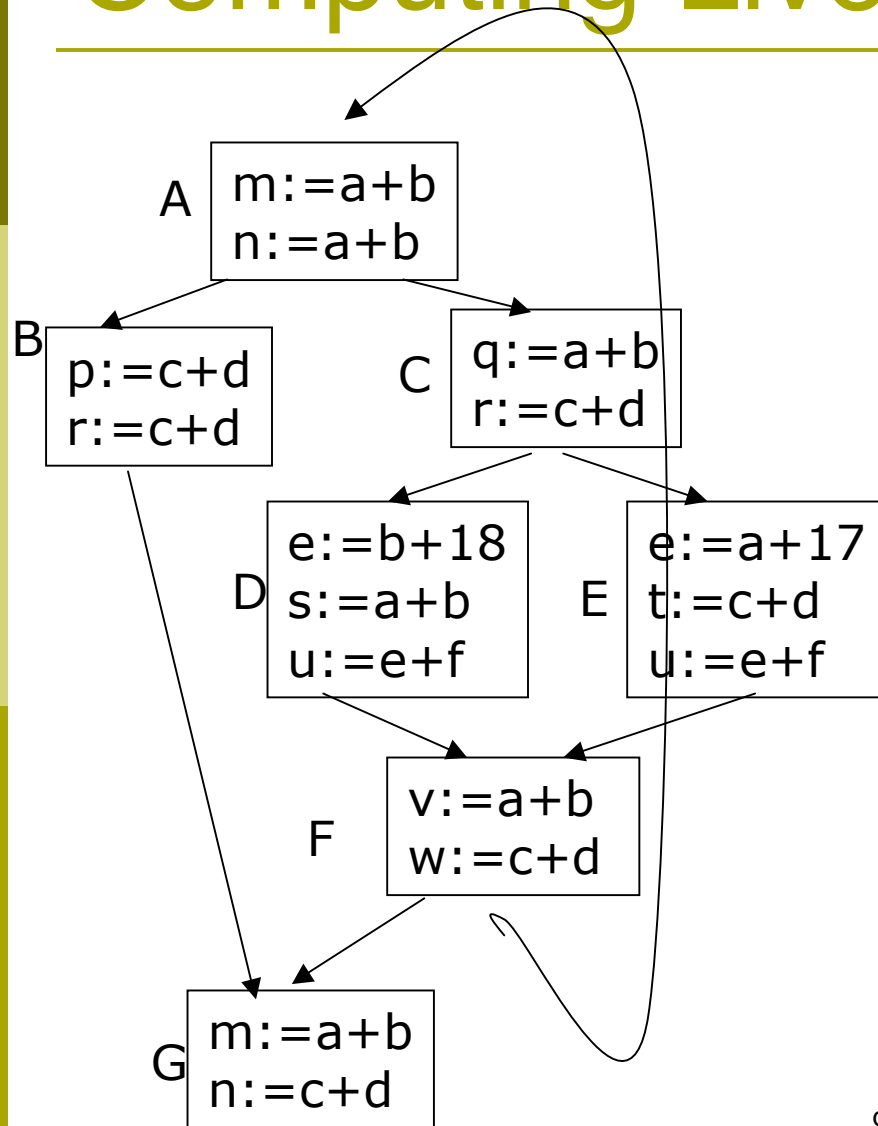 A
m:=a+b
n:=a+b
B
p:=c+d
r:=c+d
C
q:=a+b
r:=c+d
D
e:=b+18
s:=a+b
u:=e+f
E
e:=a+17
t:=c+d
u:=e+f
F
v:=a+b
w:=c+d
G
m:=a+b
n:=c+d